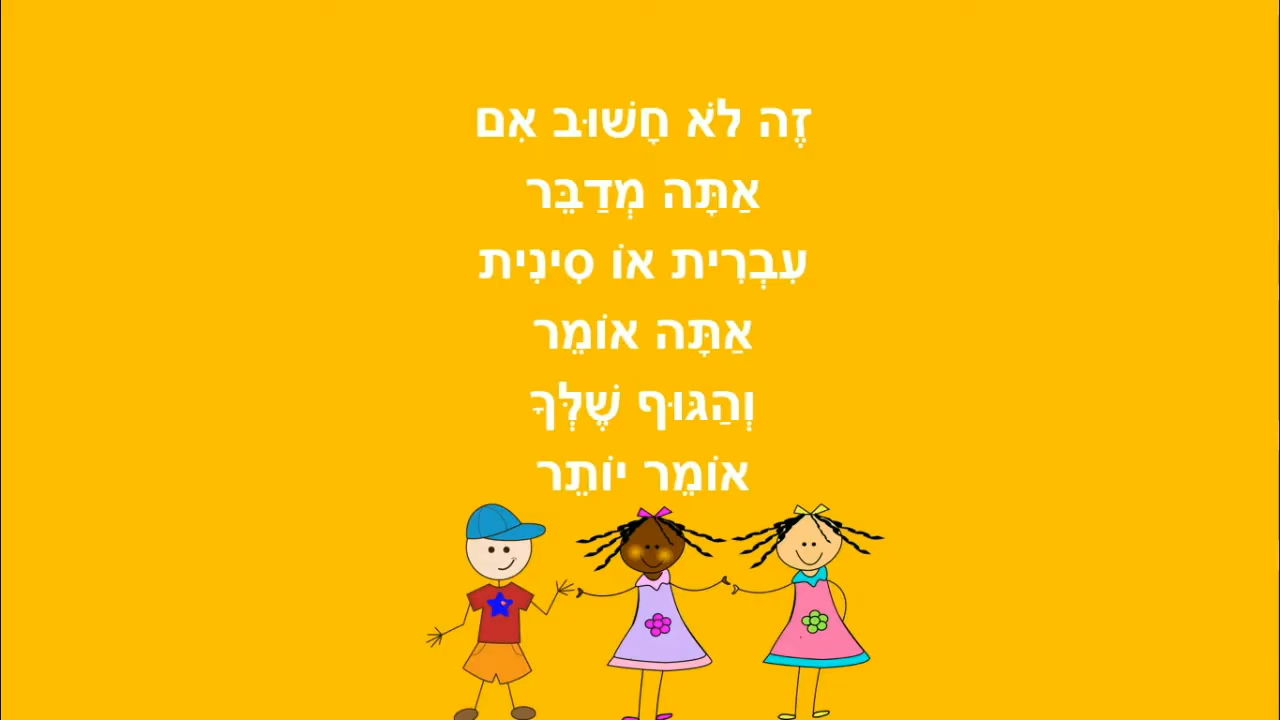 זֶה לֹא חָשׁוּב אִם
אַתָּה מְדַבֵּר
עִבְרִית אוֹ סִינִית
אַתָּה אוֹמֵר
וְהַגּוּף שֶׁלְּךָ
אוֹמֵר יוֹתֵר